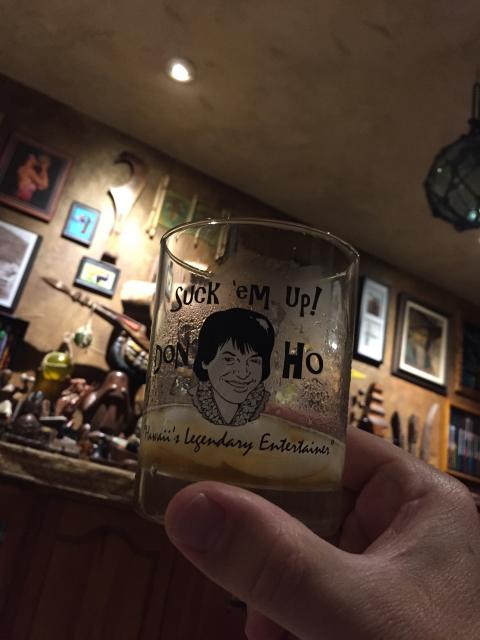 SUCK 'EM UP!
DON HO
"Hawaii's Legendary Entertainer"